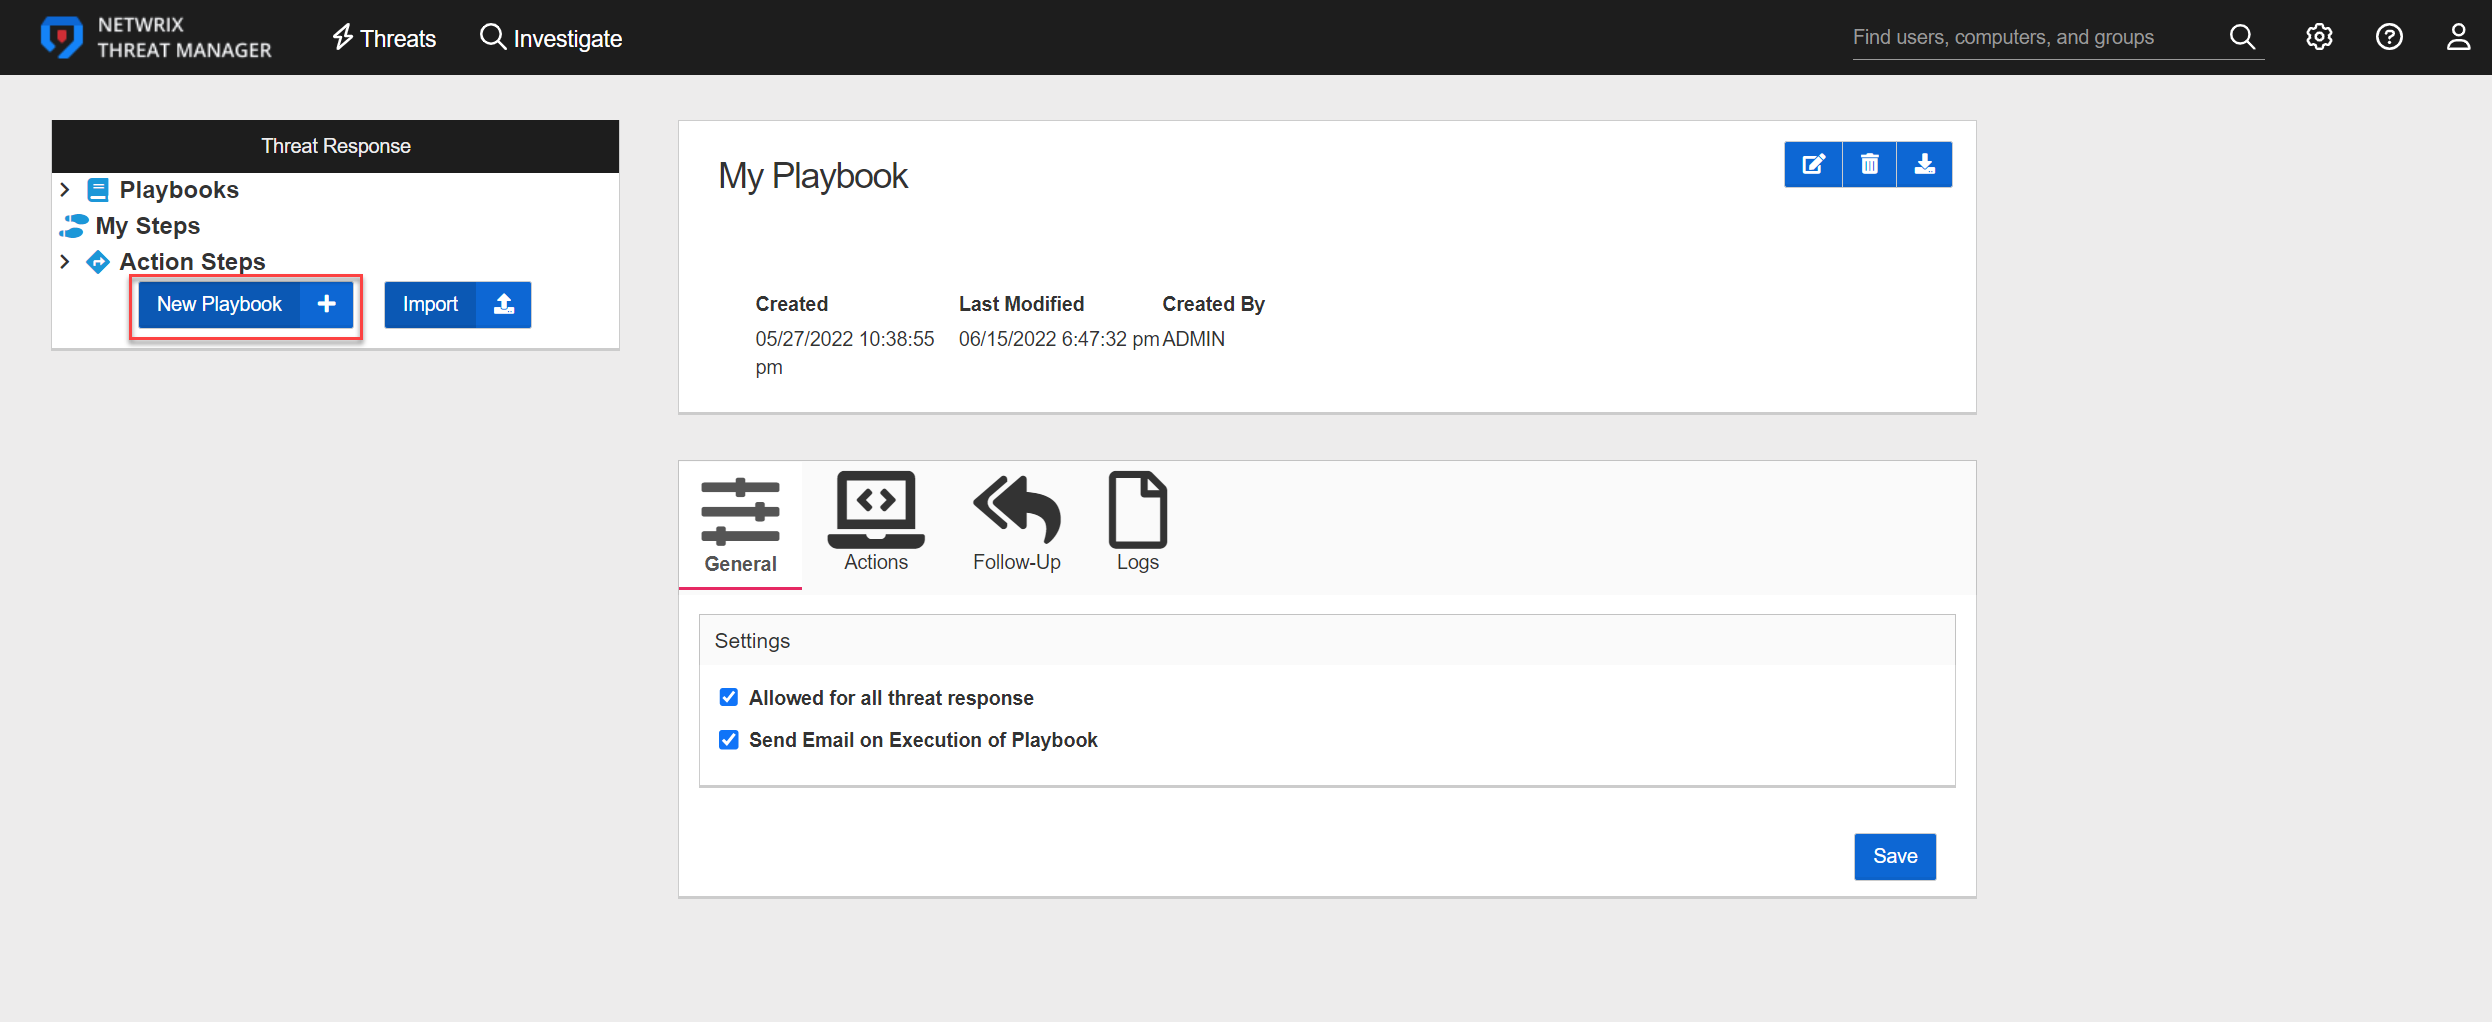 NETWRIX
THREAT MANAGER
Threats
Investigate
Find users, computers, and groups
Threat Response
Playbooks
My Steps
Action Steps
New Playbook
Import
My Playbook
Created
Last Modified
Created By
05/27/2022 10:38:55
pm
06/15/2022 6:47:32 pm
ADMIN
General
Actions
Follow-Up
Logs
Settings
Allowed for all threat response
Send Email on Execution of Playbook
Save